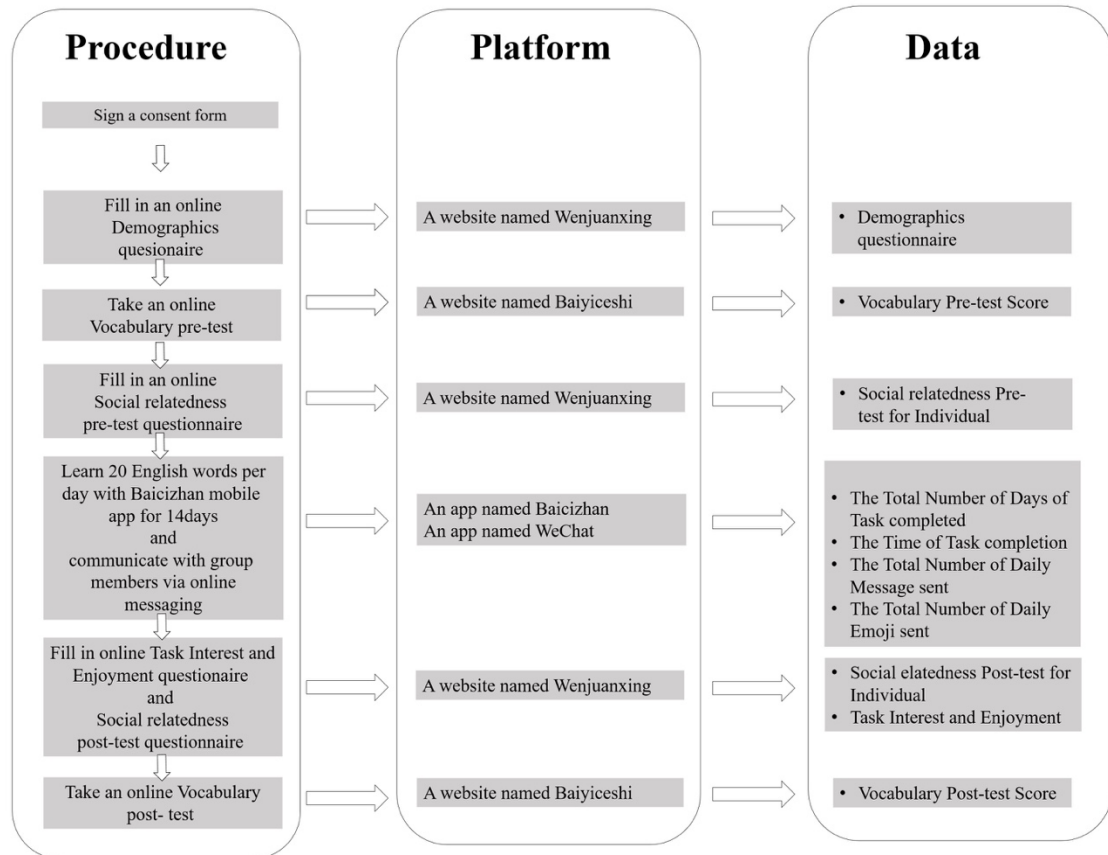 Procedure
Platform
Data
Sign a consent form
Fill in an online
Demographics
quesionaire
A website named Wenjuanxing
• Demographics
questionnaire
Take an online
Vocabulary pre-test
A website named Baiyiceshi
• Vocabulary Pre-test Score
Fill in an online
Social relatedness
pre-test questionnaire
A website named Wenjuanxing
• Social relatedness Pre-
test for Individual
Learn 20 English words per
day with Baicizhan mobile
app for 14days
and
communicate with group
members via online
messaging
An app named Baicizhan
An app named WeChat
• The Total Number of Days of
Task completed
• The Time of Task completion
• The Total Number of Daily
Message sent
• The Total Number of Daily
Emoji sent
Fill in online Task Interest and
Enjoyment questionaire
and
Social relatedness
post-test questionnaire
A website named Wenjuanxing
• Social elatedness Post-test for
Individual
• Task Interest and Enjoyment
Take an online Vocabulary
post- test
A website named Baiyiceshi
• Vocabulary Post-test Score